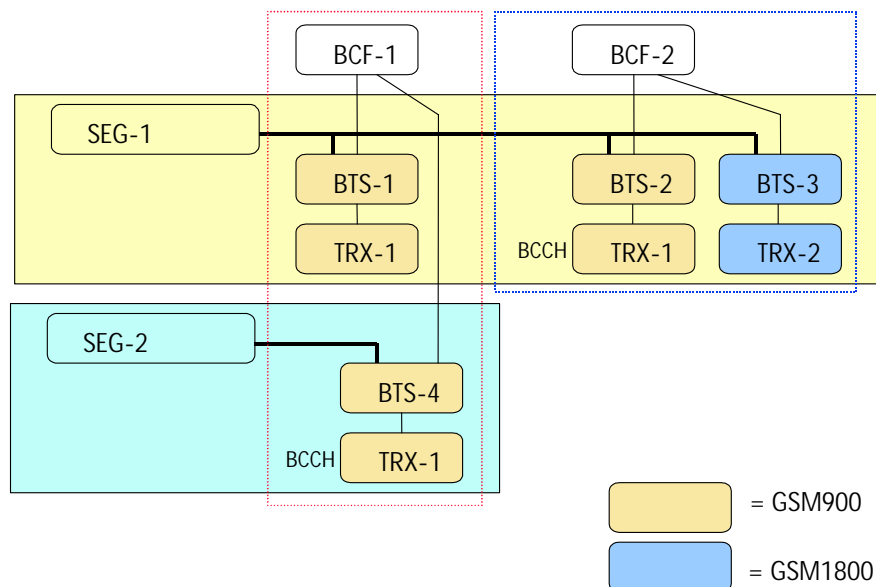 BCF-1
BCF-2
SEG-1
BTS-1
BTS-2
BTS-3
TRX-1
BCCH
TRX-1
TRX-2
SEG-2
BTS-4
BCCH
TRX-1
= GSM900
= GSM1800